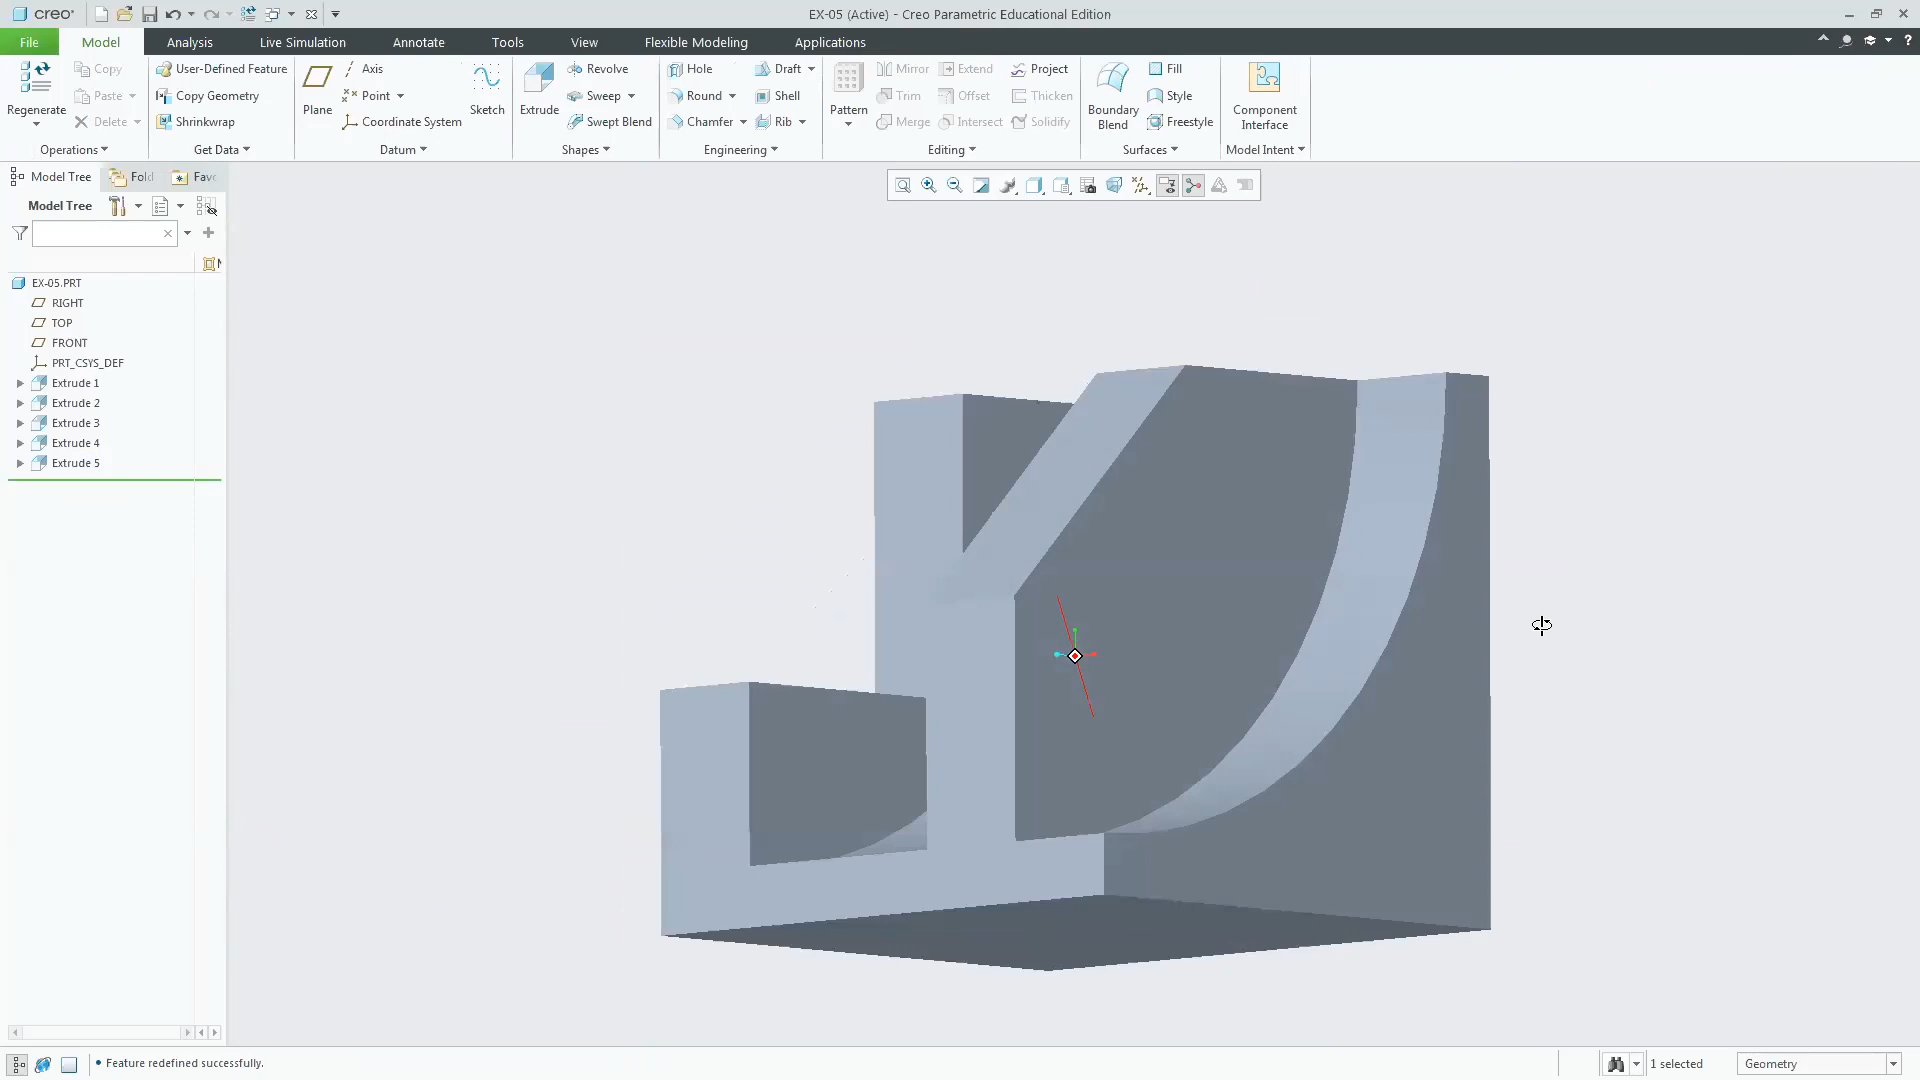 creo
EX-05 (Active) - Creo Parametric Educational Edition
File Model Analysis Live Simulation Annotate Tools View Flexible Modeling Applications
Regenerate Copy Paste Delete Operations
User-Defined Feature Copy Geometry Shrinkwrap Get Data
Plane Axis Point Coordinate System Sketch Datum
Extrude Revolve Sweep Swept Blend Shapes
Hole Round Chamfer Draft Shell Rib Engineering
Pattern Mirror Trim Merge Extend Offset Intersect Project Thicken Solidify Editing
Boundary Blend Fill Style Freestyle Surfaces
Component Interface Model Intent
Model Tree Fold Fav
Model Tree
EX-05.PRT
RIGHT
TOP
FRONT
PRT_CSYS_DEF
Extrude 1
Extrude 2
Extrude 3
Extrude 4
Extrude 5
Feature redefined successfully.
1 selected
Geometry